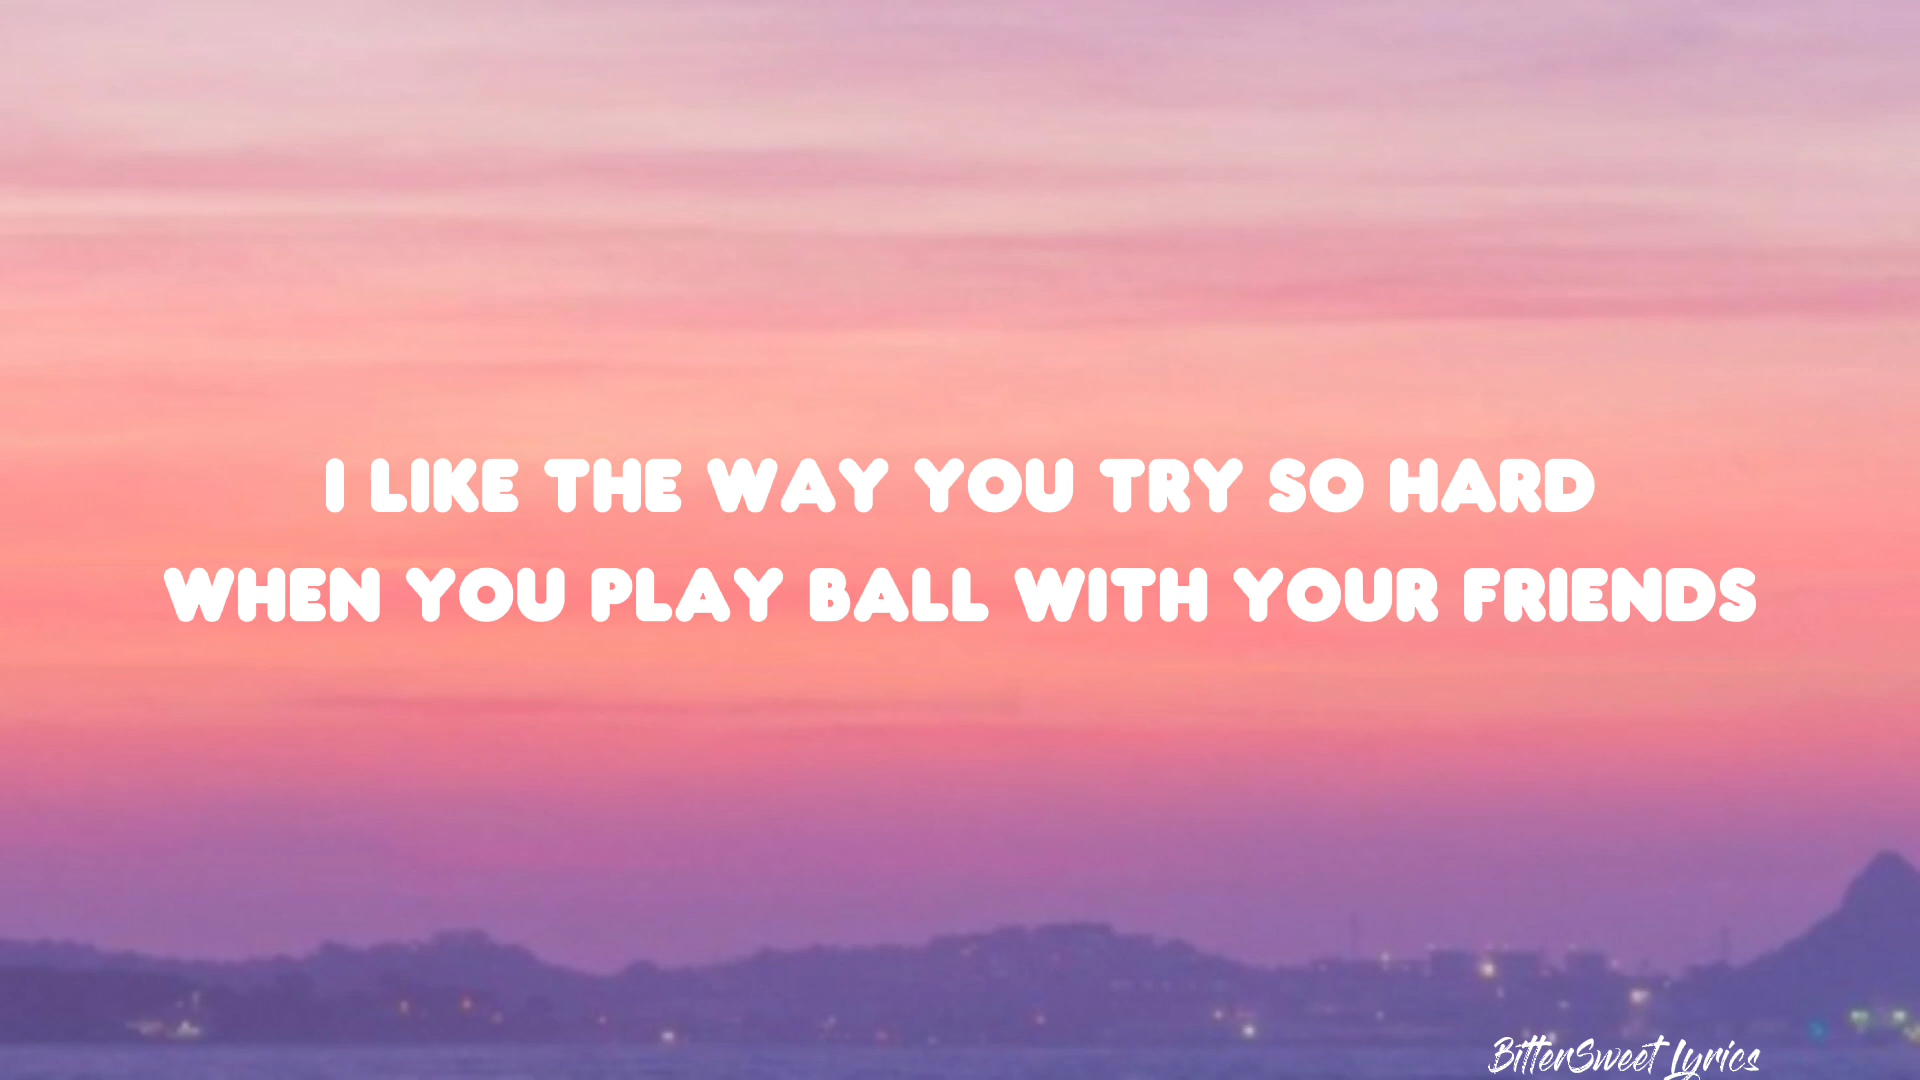 I LIKE THE WAY YOU TRY SO HARD
WHEN YOU PLAY BALL WITH YOUR FRIENDS
BitterSweet Lyrics